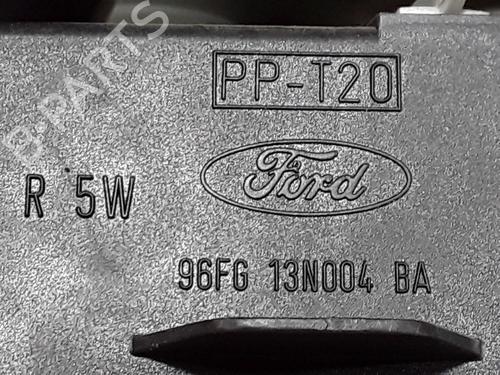 PP-T20
Ford
R 5W
96FG 13N004 BA
B-PARTS